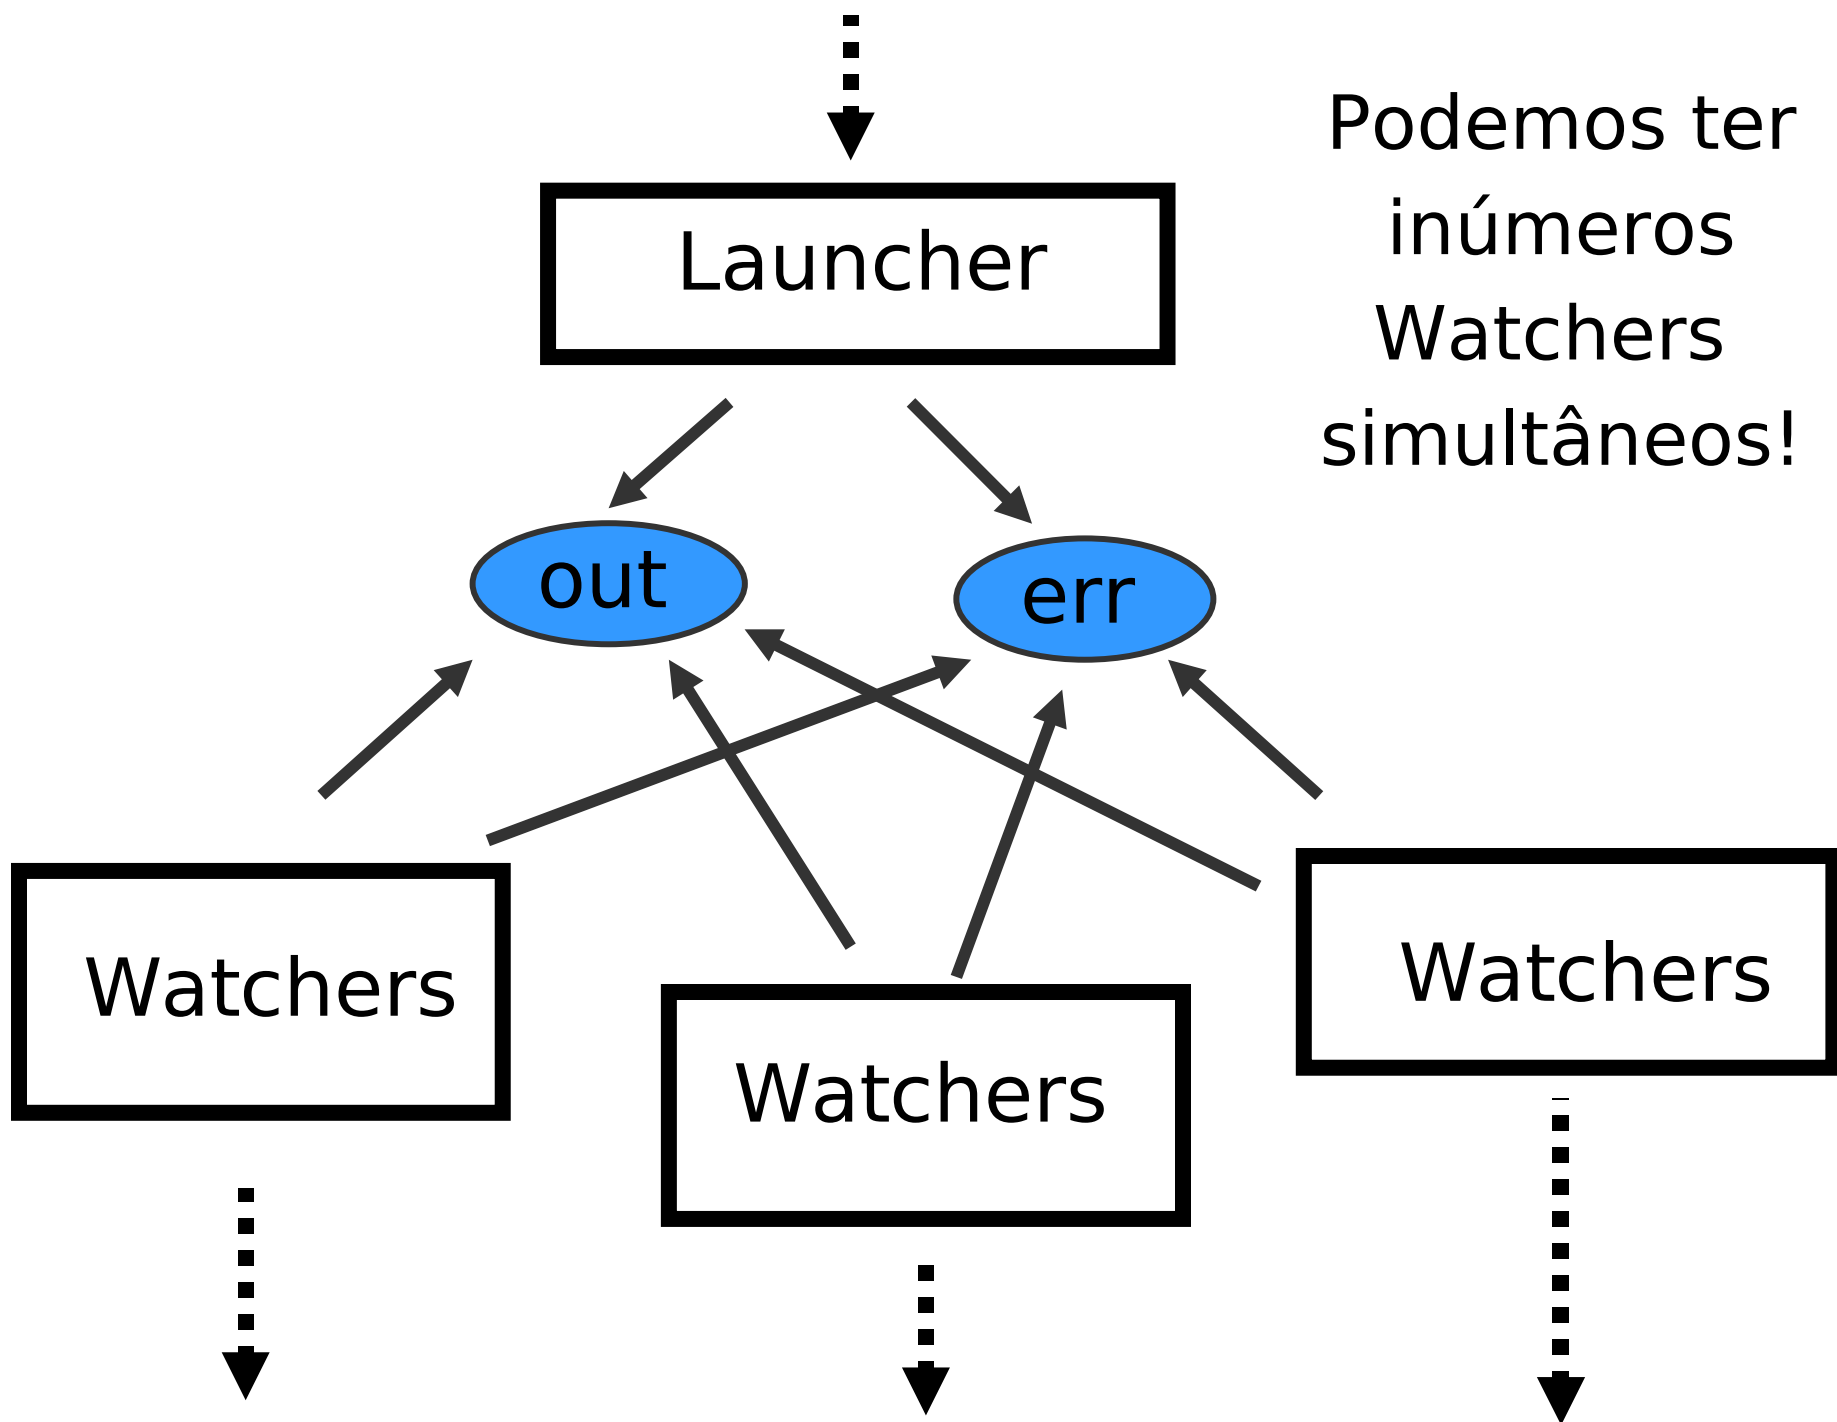 Podemos ter
inúmeros
Watchers
simultâneos!
Launcher
out
err
Watchers
Watchers
Watchers